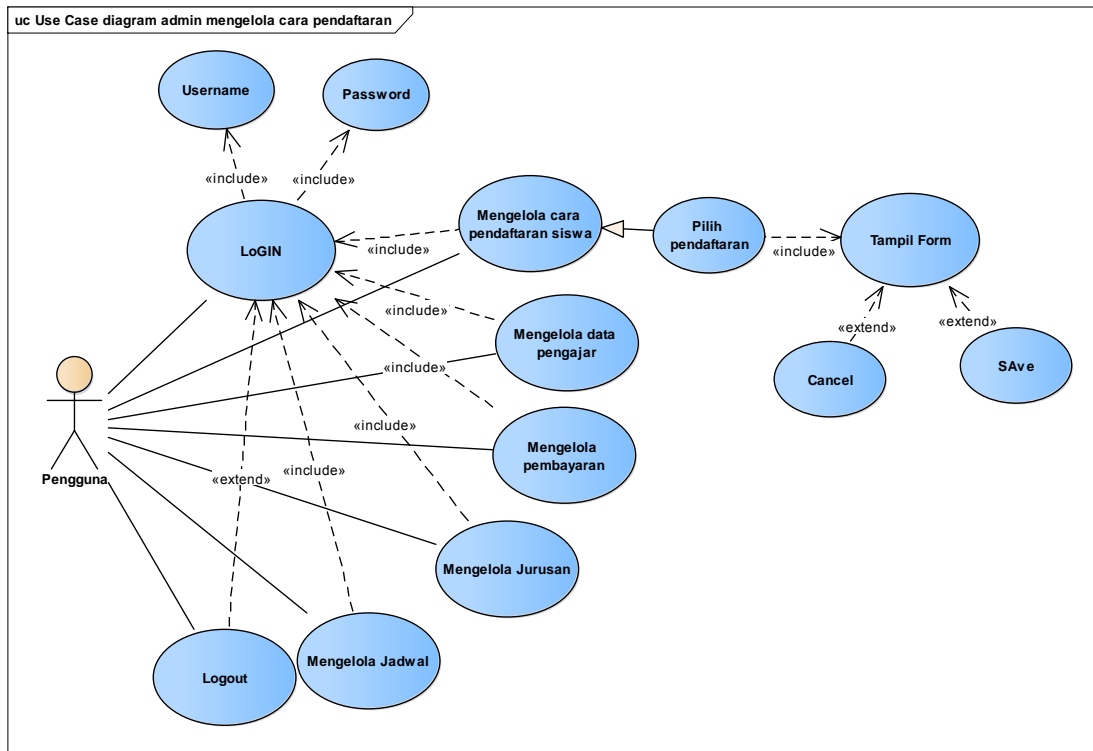 uc Use Case diagram admin mengelola cara pendaftaran
Username
Password
«include»
«include»
LoGIN
Mengelola cara
pendaftaran siswa
«include»
Pilih
pendaftaran
«include»
Tampil Form
«include»
Mengelola data
pengajar
«extend»
«extend»
Cancel
SAve
«include»
Mengelola
pembayaran
«include»
«include»
«extend»
Pengguna
Mengelola Jurusan
Mengelola Jadwal
Logout